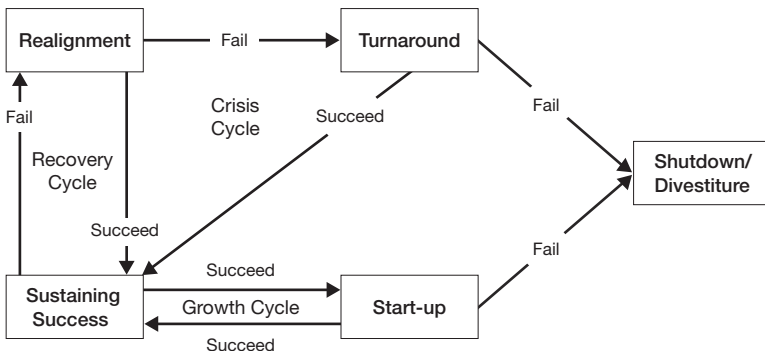 Realignment
Fail
Turnaround
Fail
Crisis
Cycle
Succeed
Fail
Recovery
Cycle
Shutdown/
Divestiture
Succeed
Fail
Succeed
Sustaining
Success
Growth Cycle
Start-up
Succeed